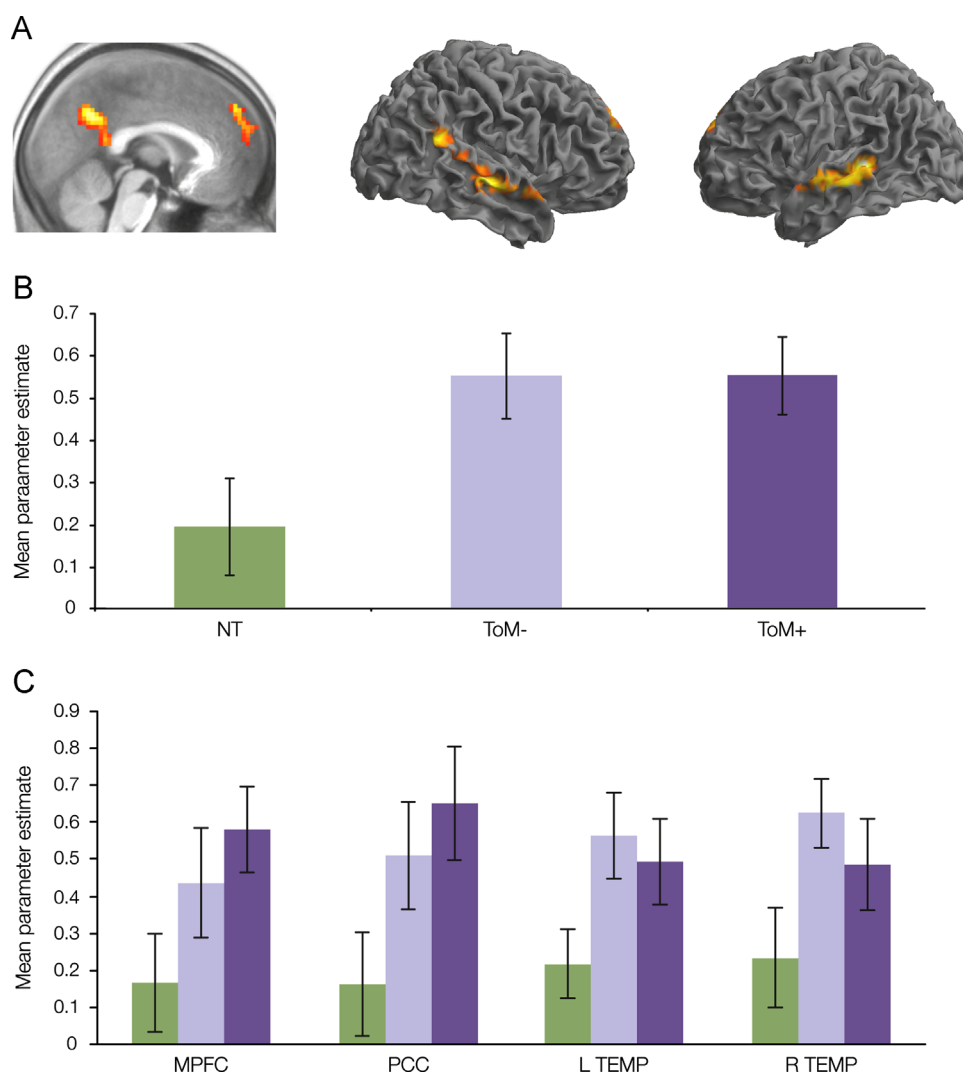 A
B
Mean paraameter estimate
0.7
0.6
0.5
0.4
0.3
0.2
0.1
0
NT ToM- ToM+
C
Mean parameter estimate
0.9
0.8
0.7
0.6
0.5
0.4
0.3
0.2
0.1
0
MPFC PCC L TEMP R TEMP